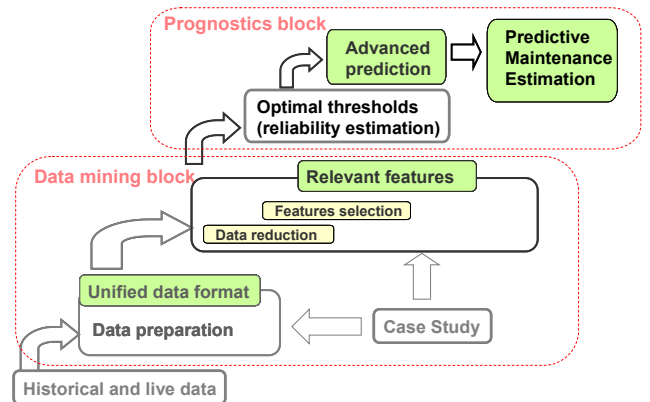 Prognostics block
Advanced
prediction
Predictive
Maintenance
Estimation
Optimal thresholds
(reliability estimation)
Data mining block
Relevant features
Features selection
Data reduction
Unified data format
Data preparation
Case Study
Historical and live data